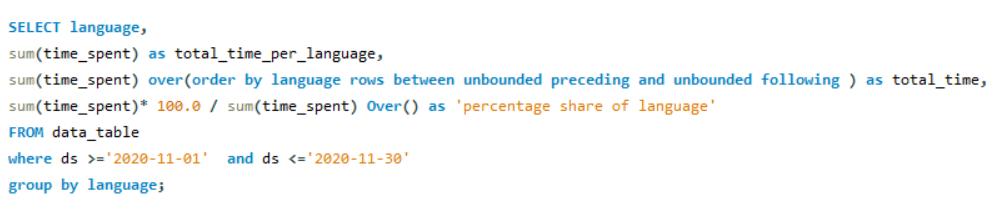 SELECT language,
sum(time_spent) as total_time_per_language,
sum(time_spent) over(order by language rows between unbounded preceding and unbounded following ) as total_time,
sum(time_spent)* 100.0 / sum(time_spent) Over() as 'percentage share of language'
FROM data_table
where ds >='2020-11-01'  and ds <='2020-11-30'
group by language;